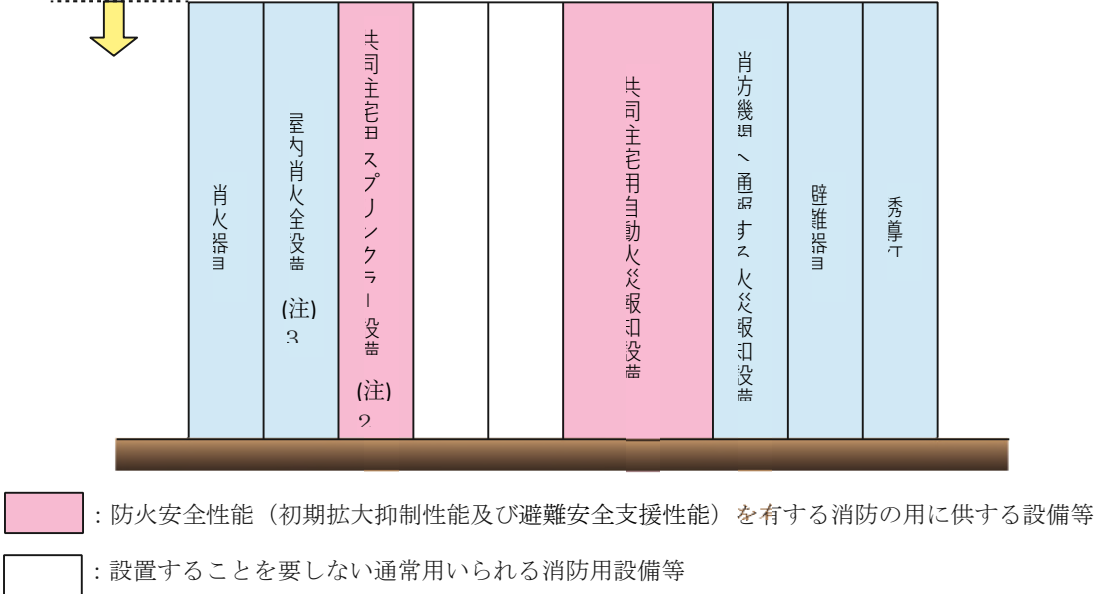 消火器具
屋内消火栓設備 (注) 3
共同住宅用スプリンクラー設備 (注) 2
共同住宅用自動火災報知設備
消防機関へ通報する火災報知設備
避難器具
誘導灯
：防火安全性能（初期拡大抑制性能及び避難安全支援性能）を有する消防の用に供する設備等
：設置することを要しない通常用いられる消防用設備等